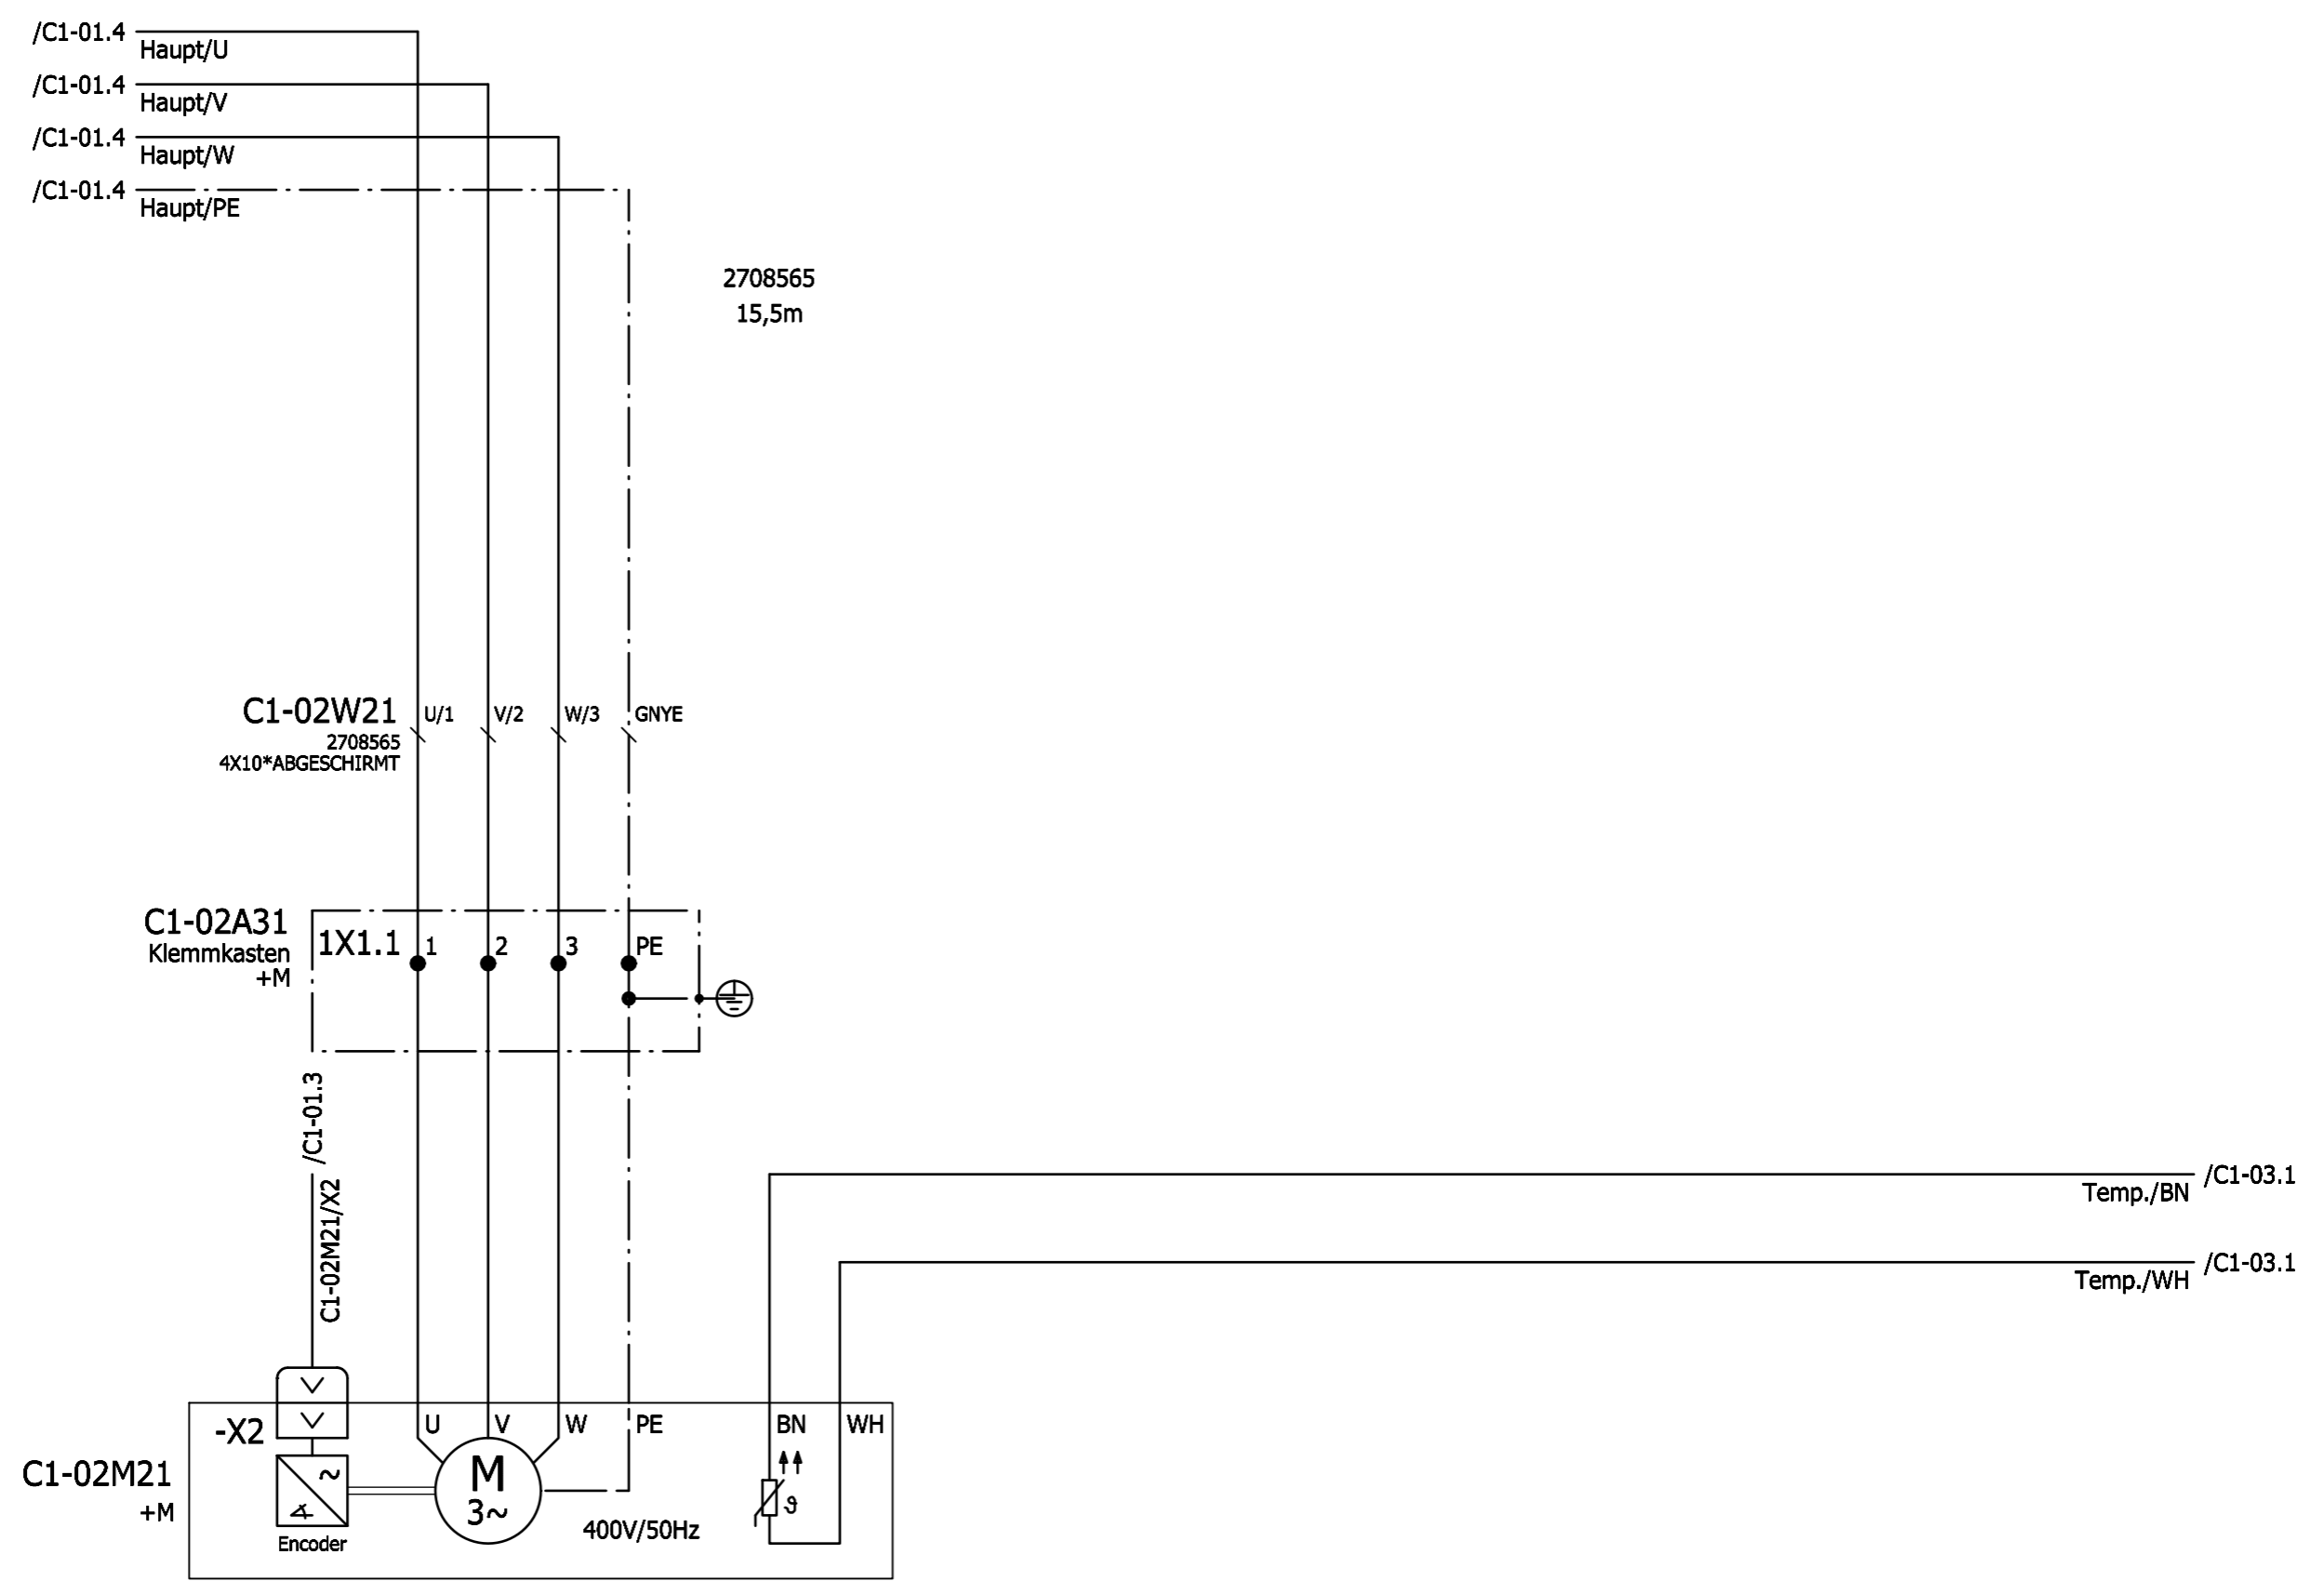 /C1-01.4
Haupt/U
/C1-01.4
Haupt/V
/C1-01.4
Haupt/W
/C1-01.4
Haupt/PE
2708565
15,5m
C1-02W21 U/1 V/2 W/3 GNYE
2708565
4X10*ABGESCHIRMT
C1-02A31
Klemmkasten
+M
1X1.1 1 2 3 PE
/C1-01.3
C1-02M21/X2
/C1-03.1
Temp./BN
/C1-03.1
Temp./WH
-X2 U V W PE BN WH
C1-02M21
+M
M
3~
~
ϑ
400V/50Hz
Encoder